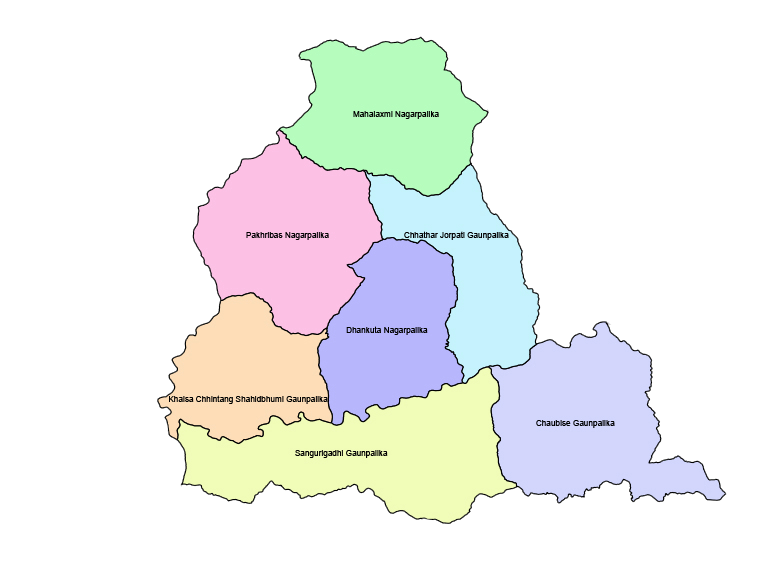 Mahalaxmi Nagarpalika
Pakhribas Nagarpalika
Chhathar Jorpati Gaunpalika
Dhankuta Nagarpalika
Khalsa Chhintang Shahidbhumi Gaunpalika
Chaubise Gaunpalika
Sangurigadhi Gaunpalika